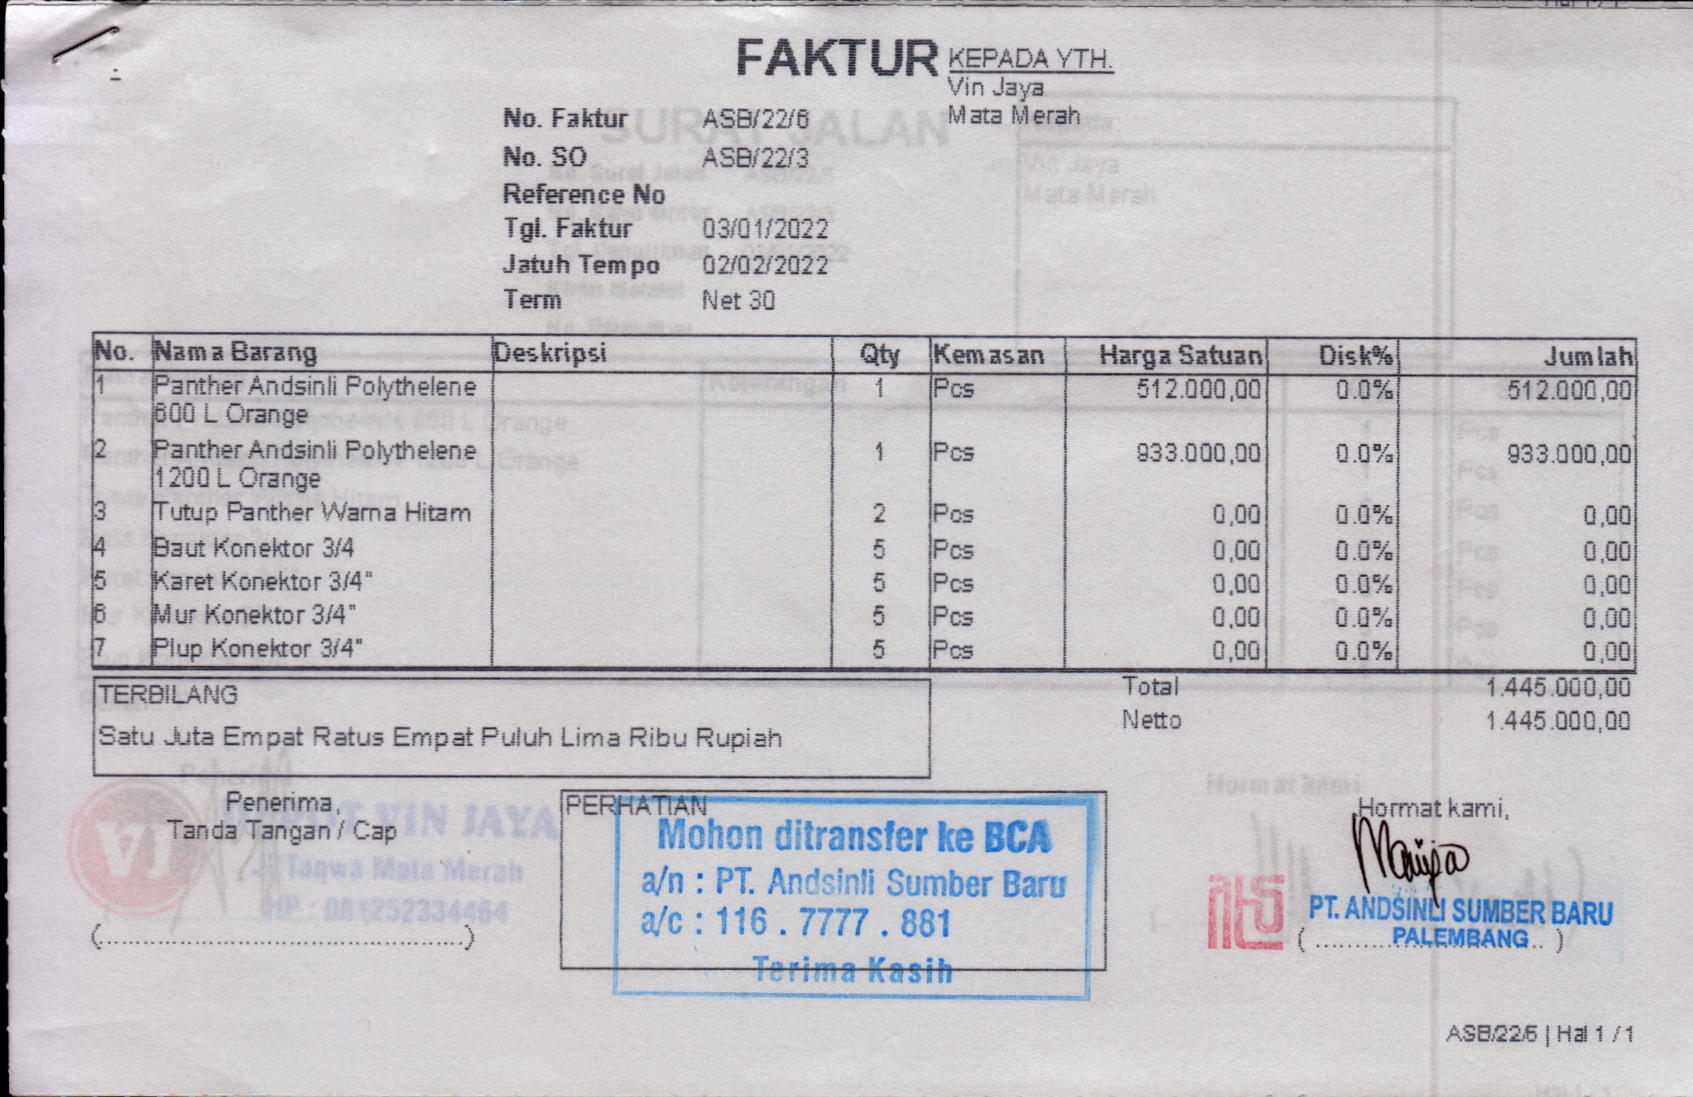 FAKTUR
KEPADA YTH.
Vin Jaya
Mata Merah
No. Faktur ASB/22/6
No. SO ASB/22/3
Reference No
Tgl. Faktur 03/01/2022
Jatuh Tempo 02/02/2022
Term Net 30
No. Nama Barang Deskripsi Qty Kemasan Harga Satuan Disk% Jumlah
1 Panther Andsinli Polythelene 1 Pcs 512.000,00 0.0% 512.000,00
600 L Orange
2 Panther Andsinli Polythelene 1 Pcs 933.000,00 0.0% 933.000,00
1200 L Orange
3 Tutup Panther Warna Hitam 2 Pcs 0,00 0.0% 0,00
4 Baut Konektor 3/4 5 Pcs 0,00 0.0% 0,00
5 Karet Konektor 3/4" 5 Pcs 0,00 0.0% 0,00
6 Mur Konektor 3/4" 5 Pcs 0,00 0.0% 0,00
7 Plup Konektor 3/4" 5 Pcs 0,00 0.0% 0,00
TERBILANG
Satu Juta Empat Ratus Empat Puluh Lima Ribu Rupiah
Total 1.445.000,00
Netto 1.445.000,00
Penerima,
Tanda Tangan / Cap
VIN JAYA
Taqwa Mata Merah
HP : 081252334464
(..........................................)
PERHATIAN
Mohon ditransfer ke BCA
a/n : PT. Andsinli Sumber Baru
a/c : 116 . 7777 . 881
Terima Kasih
Hormat kami,
PT. ANDSINLI SUMBER BARU
PALEMBANG
ASB/22/6 | Hal 1 / 1